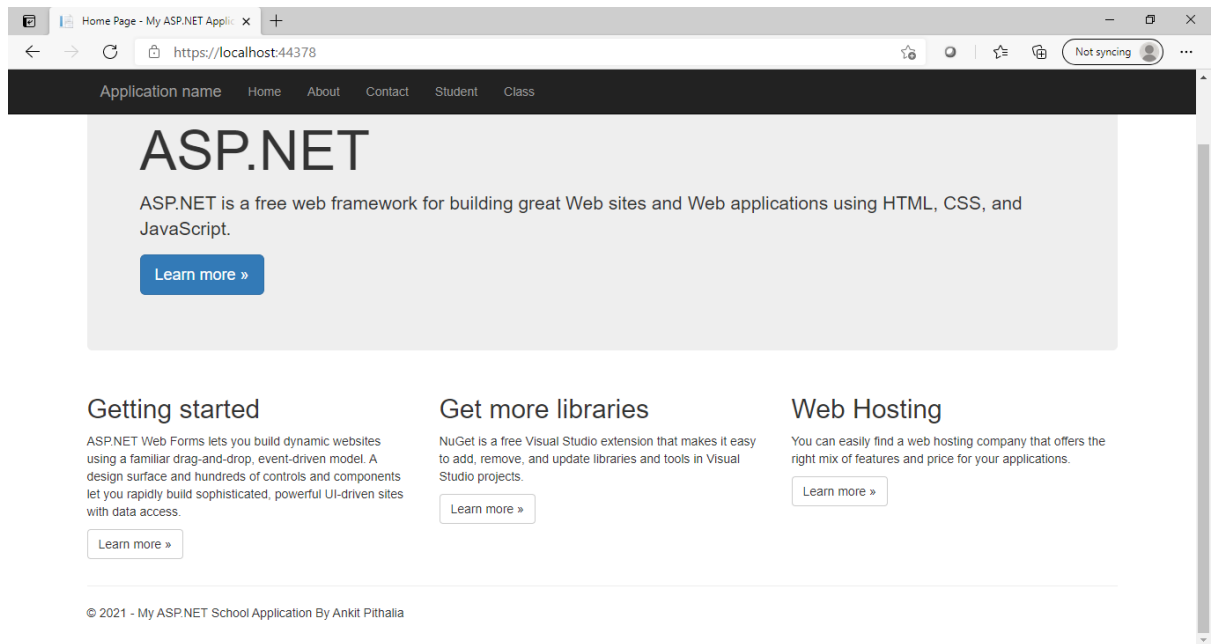 Home Page - My ASP.NET Applic
https://localhost:44378
Not syncing
Application name Home About Contact Student Class
ASP.NET
ASP.NET is a free web framework for building great Web sites and Web applications using HTML, CSS, and
JavaScript.
Learn more »
Getting started
ASP.NET Web Forms lets you build dynamic websites
using a familiar drag-and-drop, event-driven model. A
design surface and hundreds of controls and components
let you rapidly build sophisticated, powerful UI-driven sites
with data access.
Learn more »
Get more libraries
NuGet is a free Visual Studio extension that makes it easy
to add, remove, and update libraries and tools in Visual
Studio projects.
Learn more »
Web Hosting
You can easily find a web hosting company that offers the
right mix of features and price for your applications.
Learn more »
© 2021 - My ASP.NET School Application By Ankit Pithalia